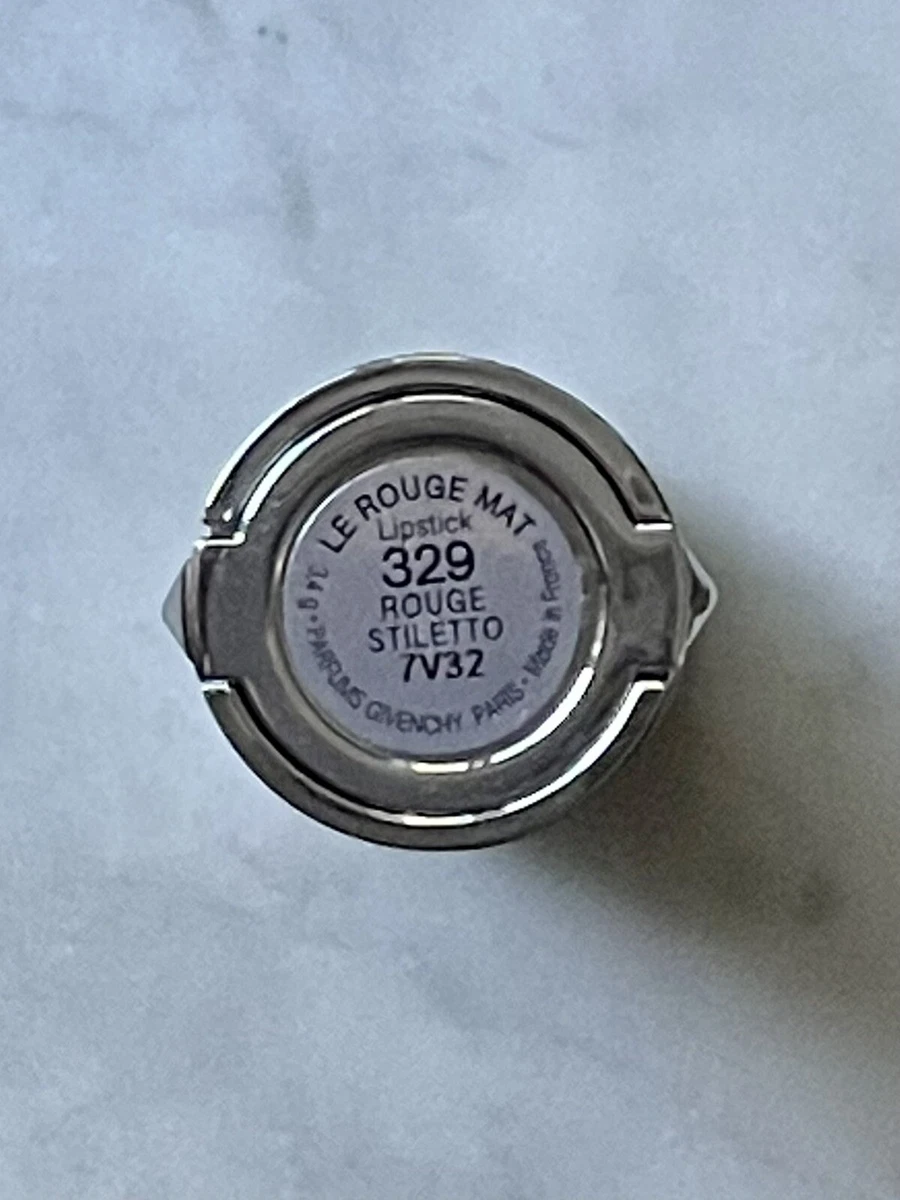 LE ROUGE MAT
Lipstick
329
ROUGE
STILETTO
7V32
3.4 g • PARFUMS GIVENCHY PARIS • Made in France